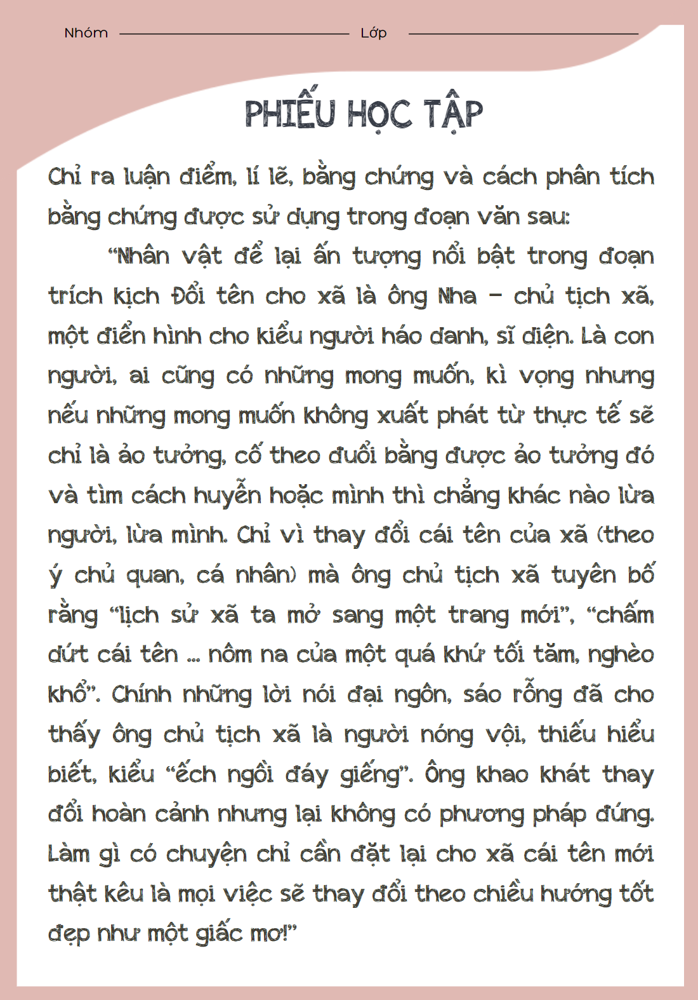 Nhóm Lớp
PHIẾU HỌC TẬP
Chỉ ra luận điểm, lí lẽ, bằng chứng và cách phân tích
bằng chứng được sử dụng trong đoạn văn sau:
“Nhân vật để lại ấn tượng nổi bật trong đoạn
trích kịch Đổi tên cho xã là ông Nha – chủ tịch xã,
một điển hình cho kiểu người háo danh, sĩ diện. Là con
người, ai cũng có những mong muốn, kì vọng nhưng
nếu những mong muốn không xuất phát từ thực tế sẽ
chỉ là ảo tưởng, cố theo đuổi bằng được ảo tưởng đó
và tìm cách huyễn hoặc mình thì chẳng khác nào lừa
người, lừa mình. Chỉ vì thay đổi cái tên của xã (theo
ý chủ quan, cá nhân) mà ông chủ tịch xã tuyên bố
rằng “lịch sử xã ta mở sang một trang mới”, “chấm
dứt cái tên ... nôm na của một quá khứ tối tăm, nghèo
khổ”. Chính những lời nói đại ngôn, sáo rỗng đã cho
thấy ông chủ tịch xã là người nóng vội, thiếu hiểu
biết, kiểu “ếch ngồi đáy giếng”. Ông khao khát thay
đổi hoàn cảnh nhưng lại không có phương pháp đúng.
Làm gì có chuyện chỉ cần đặt lại cho xã cái tên mới
thật kêu là mọi việc sẽ thay đổi theo chiều hướng tốt
đẹp như một giấc mơ!”